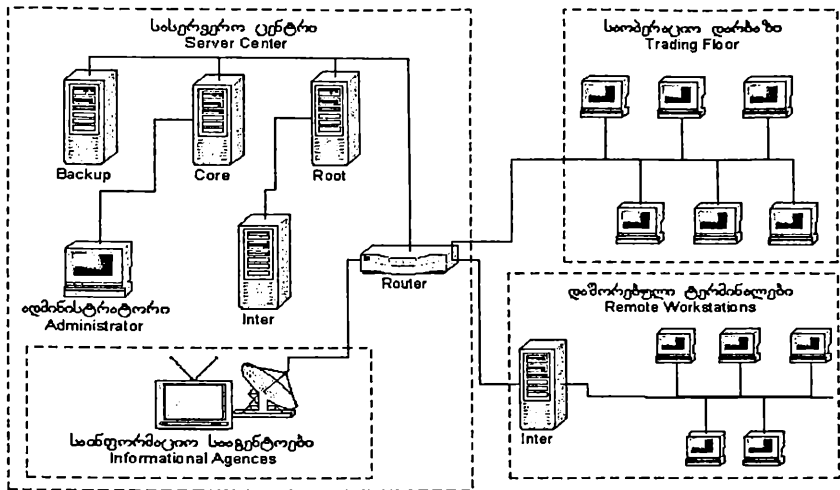 სასერვერო ცენტრი
Server Center
Backup
Core
Root
ადმინისტრატორი
Administrator
Inter
Router
საინფორმაციო სააგენტოები
Informational Agences
საოპერაციო დარბაზი
Trading Floor
დაშორებული ტერმინალები
Remote Workstations
Inter